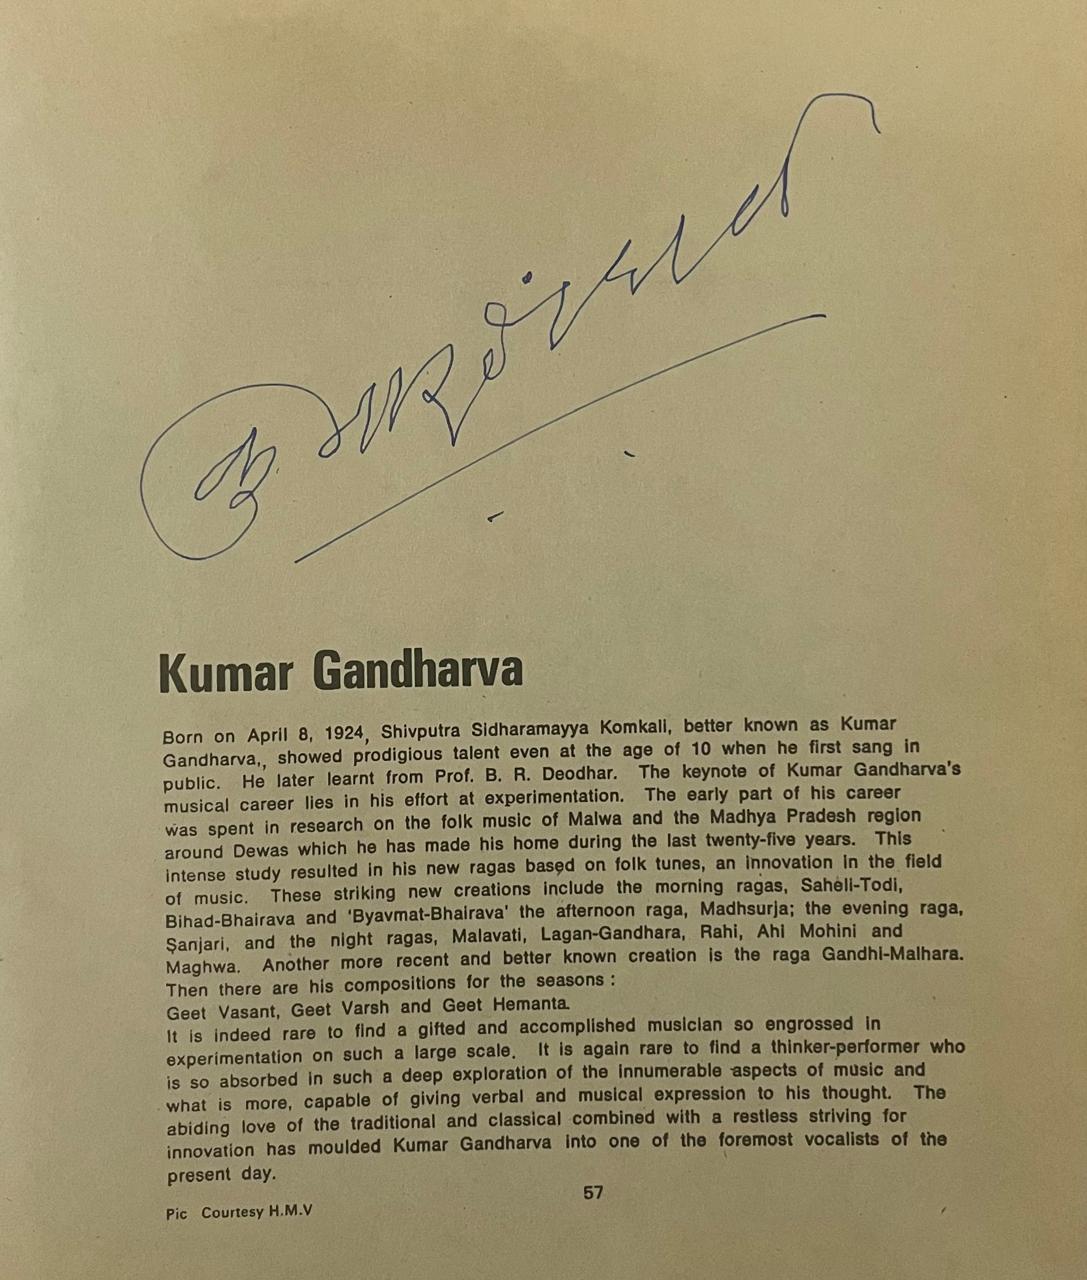 कुमार गंधर्व
Kumar Gandharva
Born on April 8, 1924, Shivputra Sidharamayya Komkali, better known as Kumar
Gandharva,, showed prodigious talent even at the age of 10 when he first sang in
public. He later learnt from Prof. B. R. Deodhar. The keynote of Kumar Gandharva's
musical career lies in his effort at experimentation. The early part of his career
was spent in research on the folk music of Malwa and the Madhya Pradesh region
around Dewas which he has made his home during the last twenty-five years. This
intense study resulted in his new ragas based on folk tunes, an innovation in the field
of music. These striking new creations include the morning ragas, Saheli-Todi,
Bihad-Bhairava and 'Byavmat-Bhairava' the afternoon raga, Madhsurja; the evening raga,
Sanjari, and the night ragas, Malavati, Lagan-Gandhara, Rahi, Ahi Mohini and
Maghwa. Another more recent and better known creation is the raga Gandhi-Malhara.
Then there are his compositions for the seasons :
Geet Vasant, Geet Varsh and Geet Hemanta.
It is indeed rare to find a gifted and accomplished musician so engrossed in
experimentation on such a large scale. It is again rare to find a thinker-performer who
is so absorbed in such a deep exploration of the innumerable aspects of music and
what is more, capable of giving verbal and musical expression to his thought. The
abiding love of the traditional and classical combined with a restless striving for
innovation has moulded Kumar Gandharva into one of the foremost vocalists of the
present day.
57
Pic Courtesy H.M.V